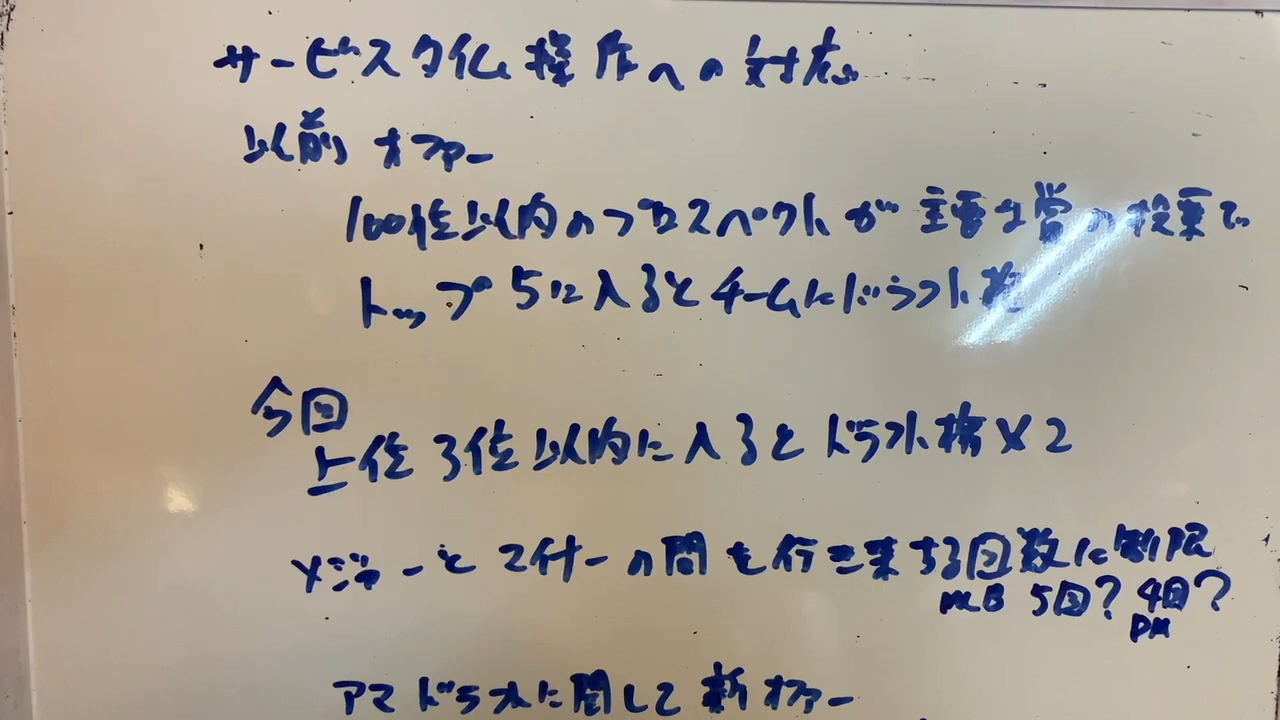 サービスタイム操作への対応
以前オファー
100位以内のプロスペクトが主要な賞の投票で
トップ5に入るとチームにドラフト権
今回
上位3位以内に入るとドラフト権×2
メジャーとマイナーの間を行き来する回数に制限
MLB 5回? 4回?
PA
アマドラフトに関して新オファー